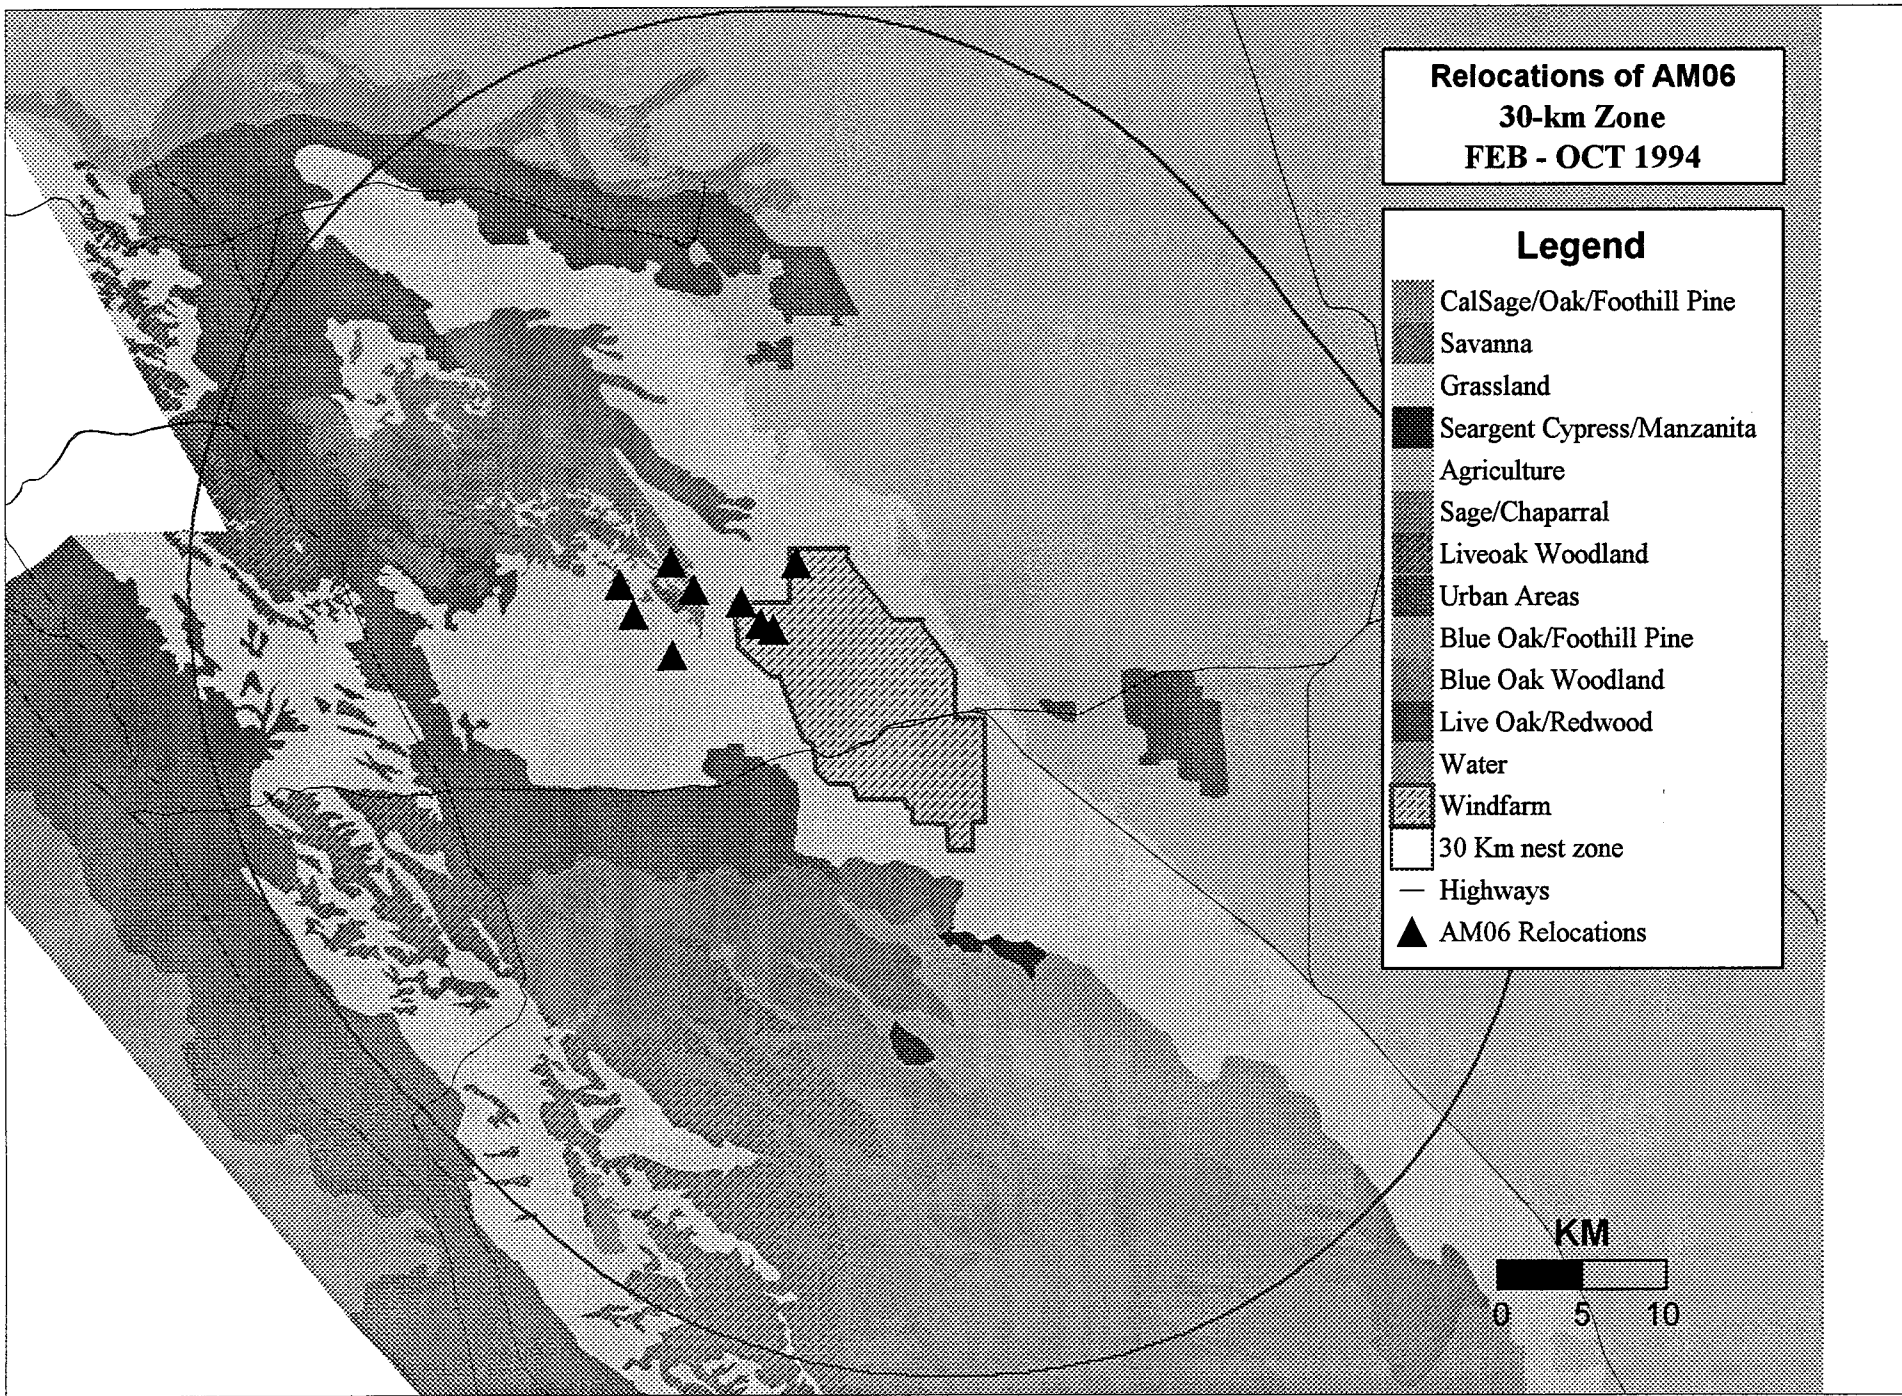 Relocations of AM06
30-km Zone
FEB - OCT 1994
Legend
CalSage/Oak/Foothill Pine
Savanna
Grassland
Seargent Cypress/Manzanita
Agriculture
Sage/Chaparral
Liveoak Woodland
Urban Areas
Blue Oak/Foothill Pine
Blue Oak Woodland
Live Oak/Redwood
Water
Windfarm
30 Km nest zone
Highways
AM06 Relocations
KM
0 5 10